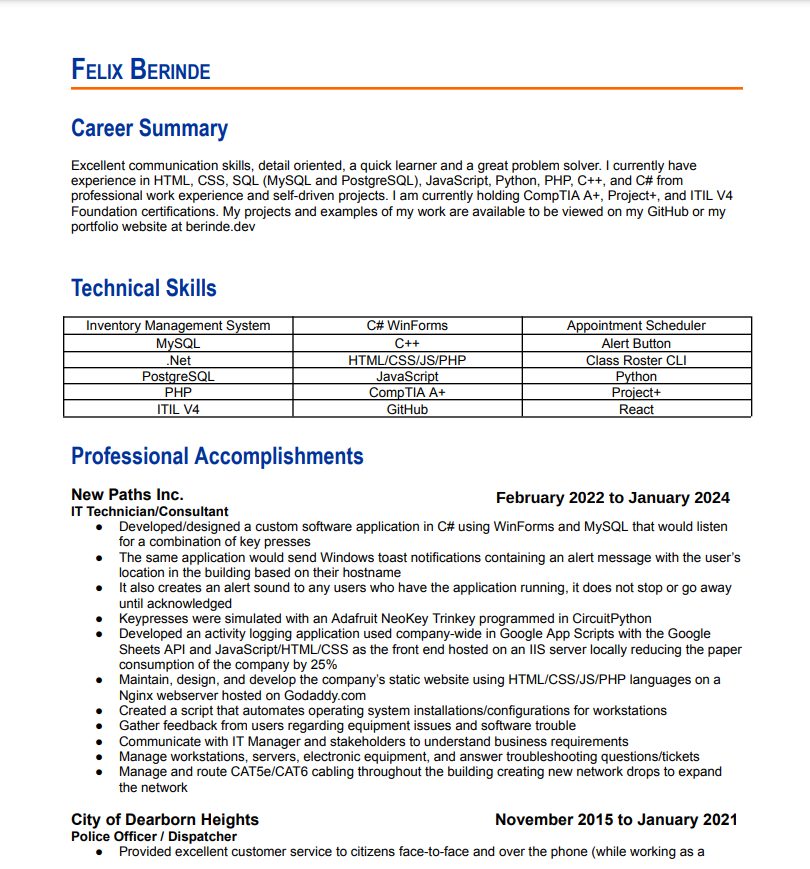 FELIX BERINDE
Career Summary
Excellent communication skills, detail oriented, a quick learner and a great problem solver. I currently have
experience in HTML, CSS, SQL (MySQL and PostgreSQL), JavaScript, Python, PHP, C++, and C# from
professional work experience and self-driven projects. I am currently holding CompTIA A+, Project+, and ITIL V4
Foundation certifications. My projects and examples of my work are available to be viewed on my GitHub or my
portfolio website at berinde.dev
Technical Skills
Inventory Management System C# WinForms Appointment Scheduler
MySQL C++ Alert Button
.Net HTML/CSS/JS/PHP Class Roster CLI
PostgreSQL JavaScript Python
PHP CompTIA A+ Project+
ITIL V4 GitHub React
Professional Accomplishments
New Paths Inc. February 2022 to January 2024
IT Technician/Consultant
● Developed/designed a custom software application in C# using WinForms and MySQL that would listen
for a combination of key presses
● The same application would send Windows toast notifications containing an alert message with the user's
location in the building based on their hostname
● It also creates an alert sound to any users who have the application running, it does not stop or go away
until acknowledged
● Keypresses were simulated with an Adafruit NeoKey Trinkey programmed in CircuitPython
● Developed an activity logging application used company-wide in Google App Scripts with the Google
Sheets API and JavaScript/HTML/CSS as the front end hosted on an IIS server locally reducing the paper
consumption of the company by 25%
● Maintain, design, and develop the company's static website using HTML/CSS/JS/PHP languages on a
Nginx webserver hosted on Godaddy.com
● Created a script that automates operating system installations/configurations for workstations
● Gather feedback from users regarding equipment issues and software trouble
● Communicate with IT Manager and stakeholders to understand business requirements
● Manage workstations, servers, electronic equipment, and answer troubleshooting questions/tickets
● Manage and route CAT5e/CAT6 cabling throughout the building creating new network drops to expand
the network
City of Dearborn Heights November 2015 to January 2021
Police Officer / Dispatcher
● Provided excellent customer service to citizens face-to-face and over the phone (while working as a